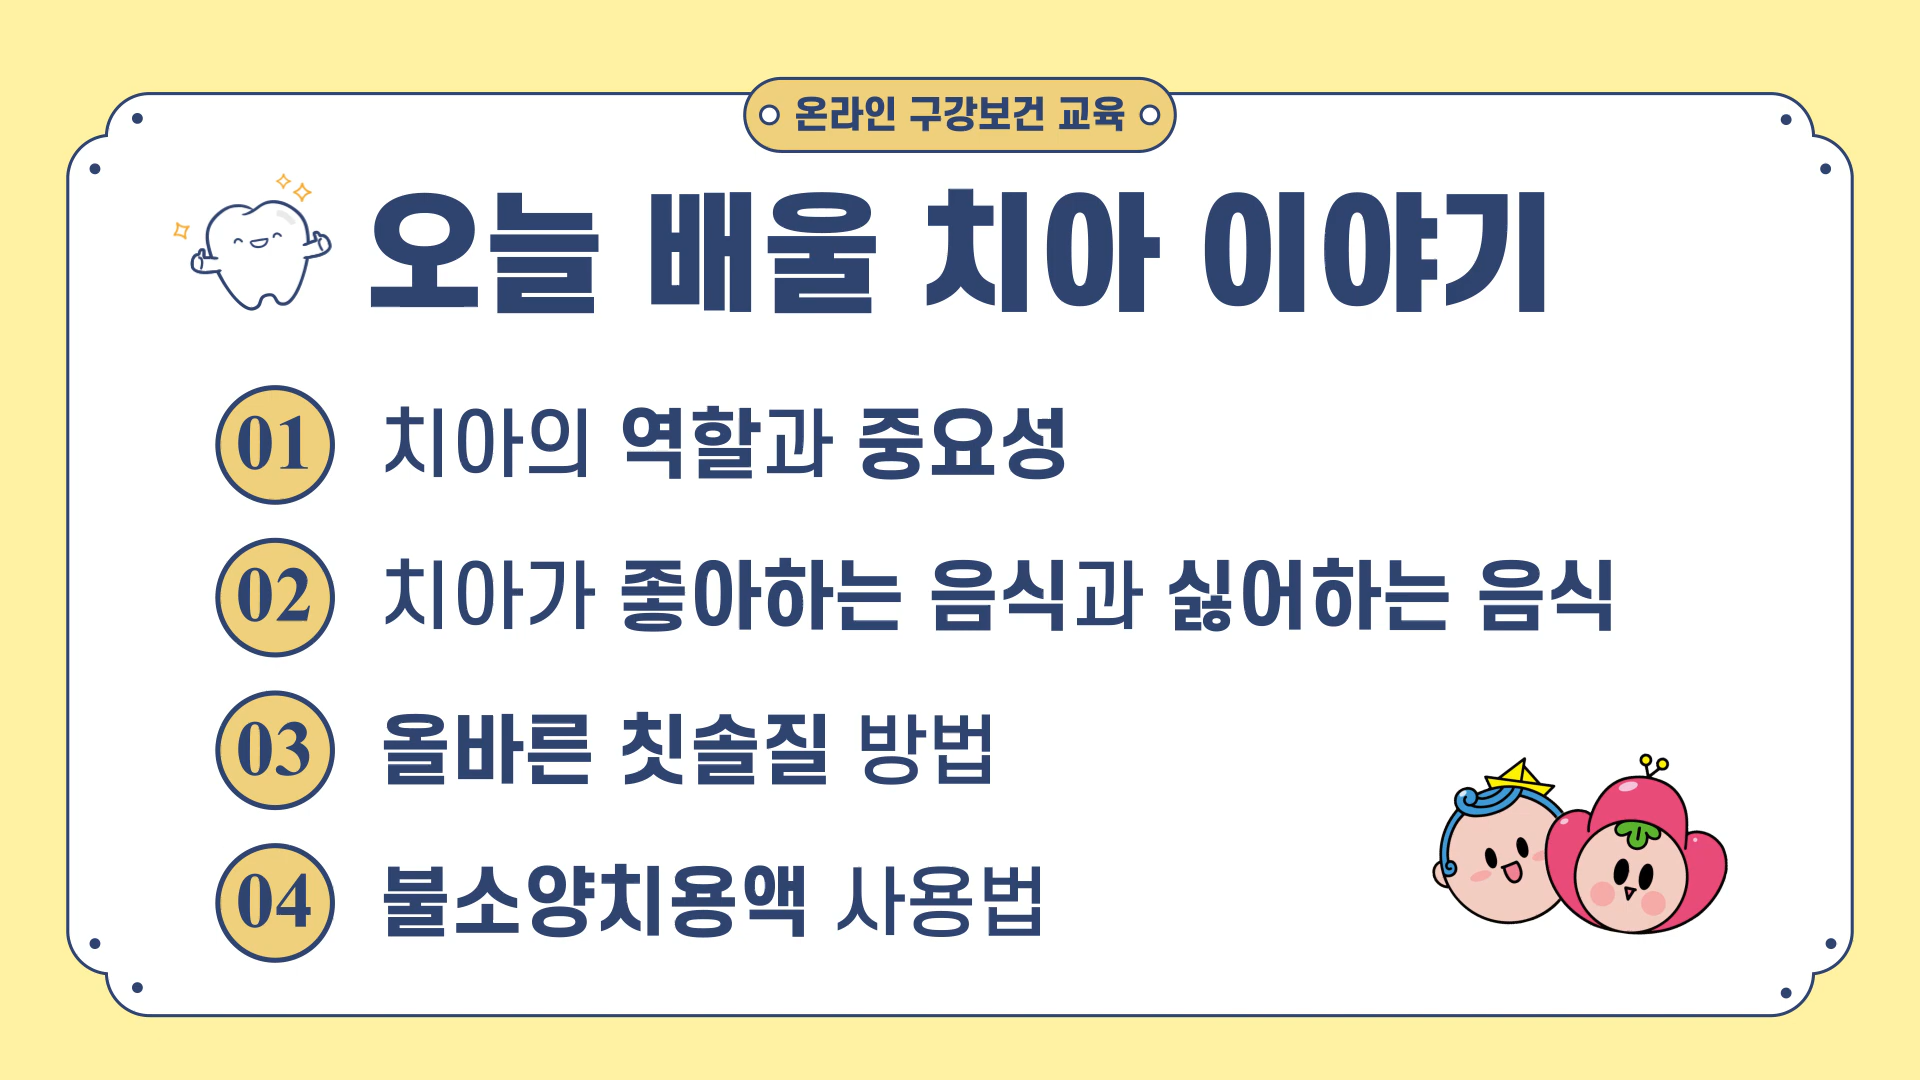 온라인 구강보건 교육
오늘 배울 치아 이야기
01 치아의 역할과 중요성
02 치아가 좋아하는 음식과 싫어하는 음식
03 올바른 칫솔질 방법
04 불소양치용액 사용법